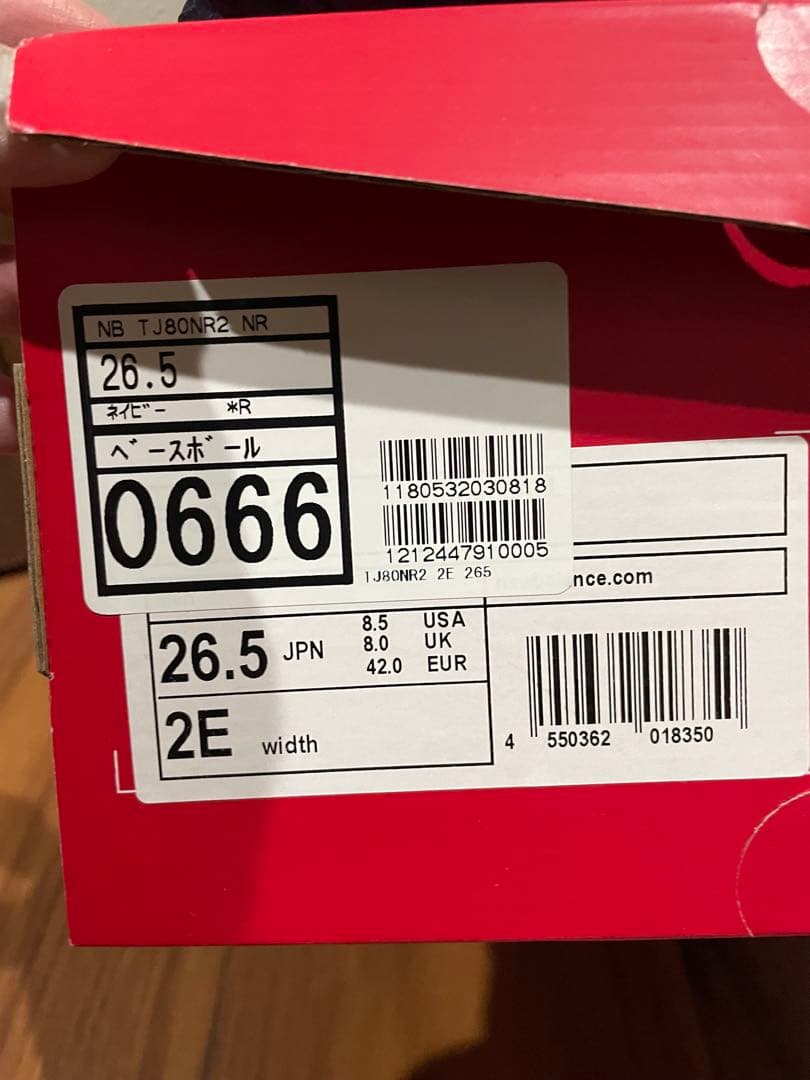 NB TJ80NR2 NR
26.5
ネイビー *R
ベースボール
0666
1180532030818
1212447910005
TJ80NR2 2E 265
nce.com
26.5 JPN
8.5 USA
8.0 UK
42.0 EUR
2E width
4 550362 018350